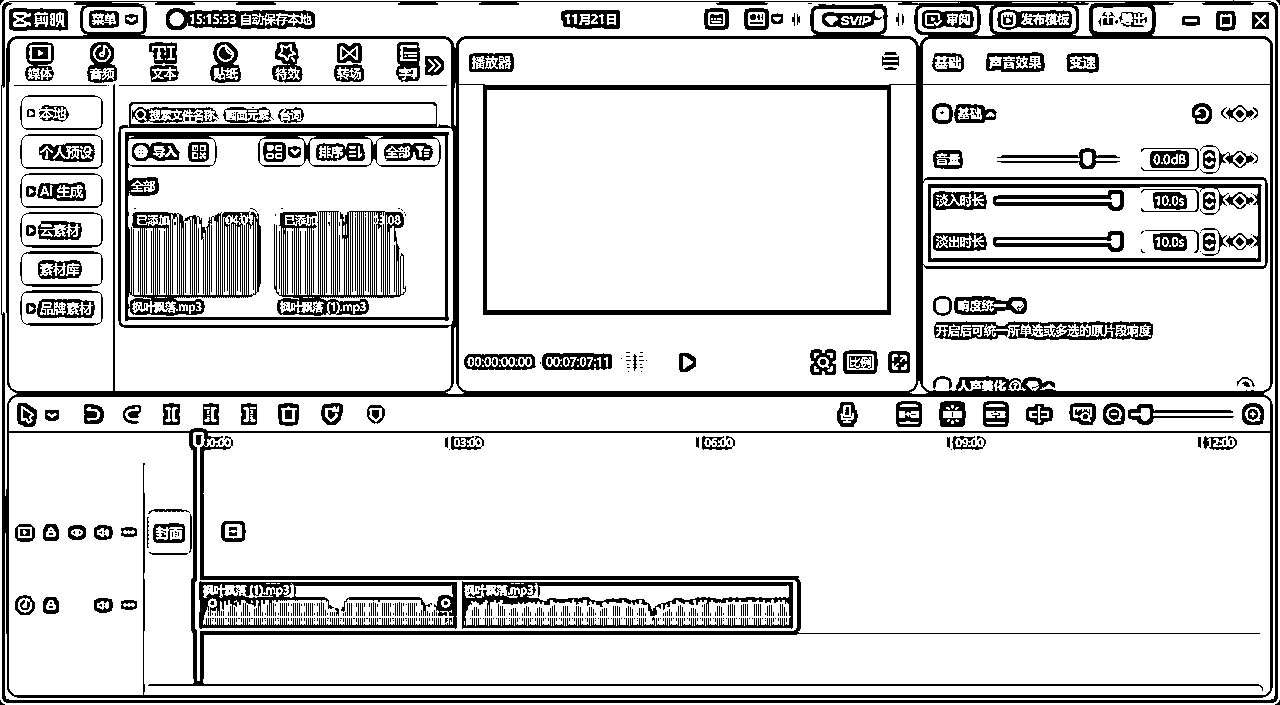 剪映 菜单 15:15:33 自动保存本地 11月21日 SVIP 审阅 发布模板 导出
媒体 音频 文本 贴纸 特效 转场
播放器
基础 声音效果 变速
本地
搜索文件名称、画面元素、台词
基础
个人预设
导入 排序 全部
音量 0.0dB
AI 生成
全部
淡入时长 10.0s
云素材
已添加 04:01 已添加
淡出时长 10.0s
素材库
品牌素材
枫叶飘落.mp3 枫叶飘落 (1).mp3
响度统一
开启后可统一所单选或多选的原片段响度
00:00:00:00 00:07:07:11 比例
人声美化
00:00 03:00 06:00 09:00 12:00
封面
枫叶飘落 (1).mp3 枫叶飘落.mp3